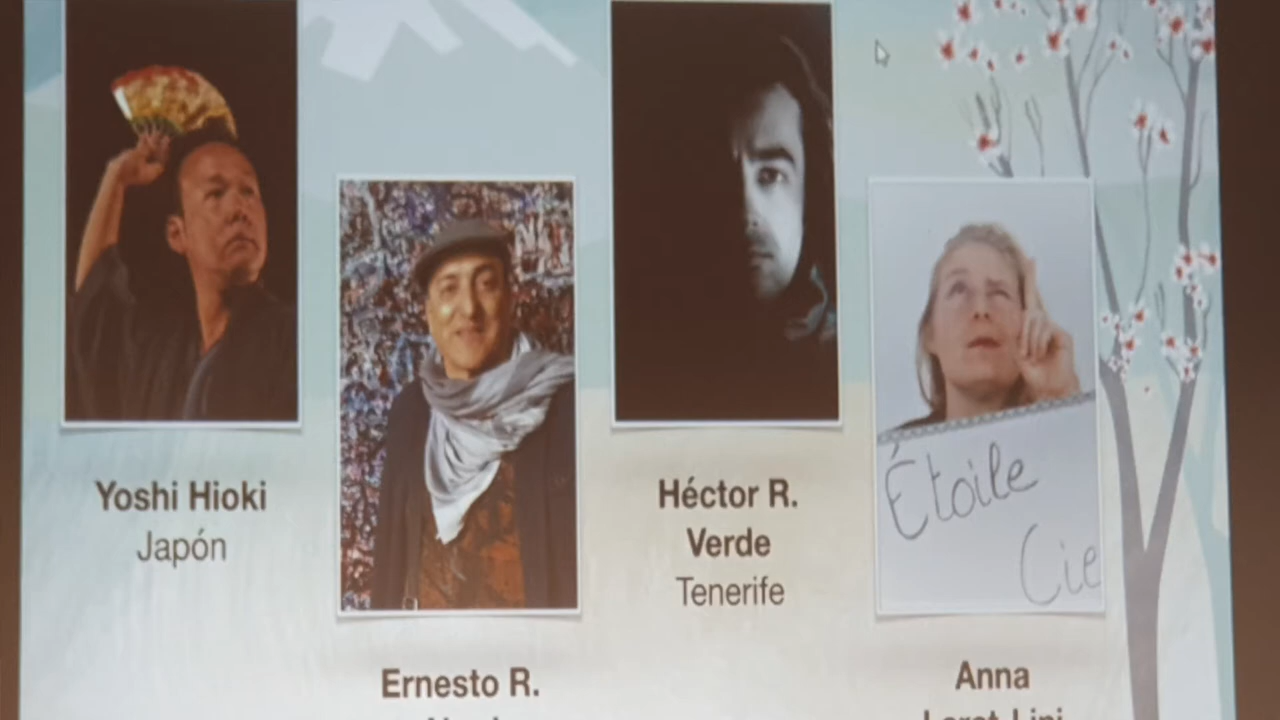 Yoshi Hioki
Japón
Ernesto R.
Héctor R.
Verde
Tenerife
Étoile
Cie
Anna